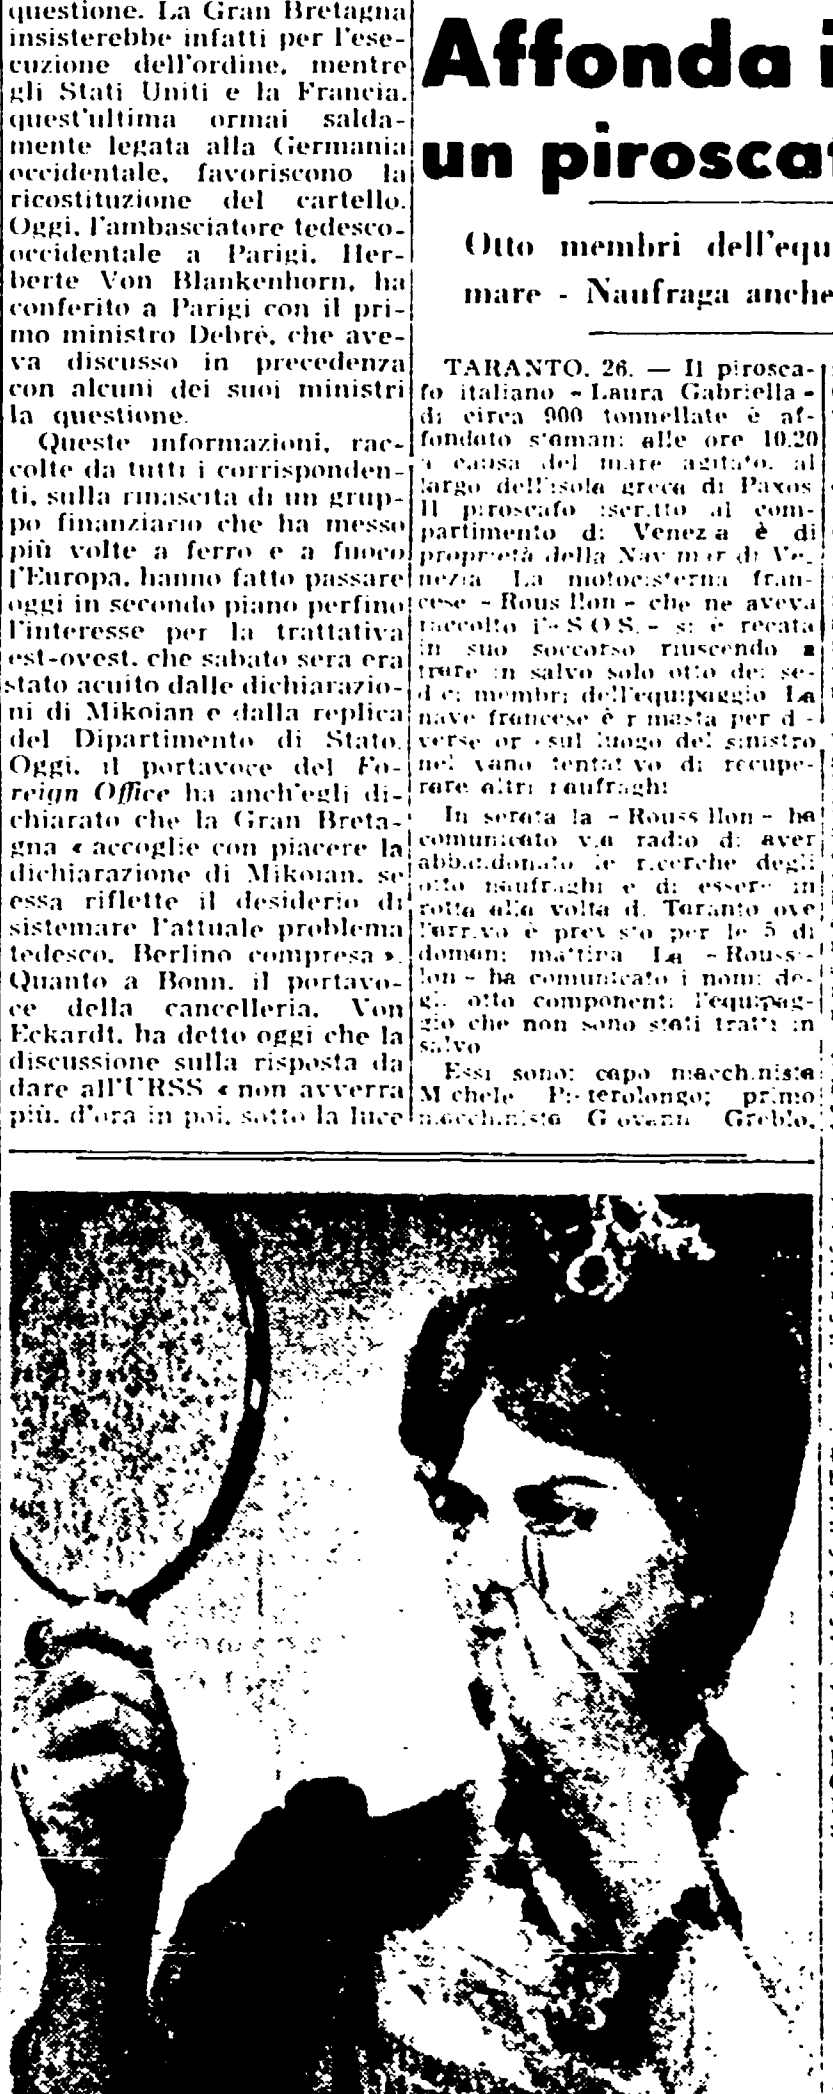 questione. La Gran Bretagna
insisterebbe infatti per l'ese-
cuzione dell'ordine, mentre
gli Stati Uniti e la Francia,
quest'ultima ormai salda-
mente legata alla Germania
occidentale, favoriscono la
ricostituzione del cartello.
Oggi, l'ambasciatore tedesco-
occidentale a Parigi, Her-
berte Von Blankenhorn, ha
conferito a Parigi con il pri-
mo ministro Debré, che ave-
va discusso in precedenza
con alcuni dei suoi ministri
la questione.
Queste informazioni, rac-
colte da tutti i corrisponden-
ti, sulla rinascita di un grup-
po finanziario che ha messo
più volte a ferro e a fuoco
l'Europa, hanno fatto passare
oggi in secondo piano perfino
l'interesse per la trattativa
est-ovest, che sabato sera era
stato acuito dalle dichiarazio-
ni di Mikoian e dalla replica
del Dipartimento di Stato.
Oggi, il portavoce del Fo-
reign Office ha anch'egli di-
chiarato che la Gran Breta-
gna « accoglie con piacere la
dichiarazione di Mikoian, se
essa riflette il desiderio di
sistemare l'attuale problema
tedesco, Berlino compresa ».
Quanto a Bonn, il portavo-
ce della cancelleria, Von
Eckardt, ha detto oggi che la
discussione sulla risposta da
dare all'URSS « non avverrà
più, d'ora in poi, sotto la luce
Affonda i
un piroscaf
Otto membri dell'equ
mare - Naufraga anche
TARANTO, 26. — Il pirosca-
fo italiano « Laura Gabriella »
di circa 900 tonnellate è af-
fondato stamani alle ore 10.20
a causa del mare agitato, al
largo dell'isola greca di Paxos
Il piroscafo iscritto al com-
partimento di Venezia è di
proprietà della Navimar di Ve-
nezia La motocisterna fran-
cese « Roussillon » che ne aveva
raccolto l'« S.O.S. » si è recata
in suo soccorso riuscendo a
trarre in salvo solo otto dei se-
dici membri dell'equipaggio La
nave francese è rimasta per di-
verse ore sul luogo del sinistro
nel vano tentativo di recupe-
rare altri naufraghi
In serata la « Roussillon » ha
comunicato via radio di aver
abbandonato le ricerche degli
otto naufraghi e di essere in
rotta alla volta di Taranto ove
l'arrivo è previsto per le 5 di
domani mattina La « Roussil-
lon » ha comunicato i nomi de-
gli otto componenti l'equipag-
gio che non sono stati tratti in
salvo
Essi sono: capo macchinista
Michele ; primo
macchinista Giovanni Greblo,